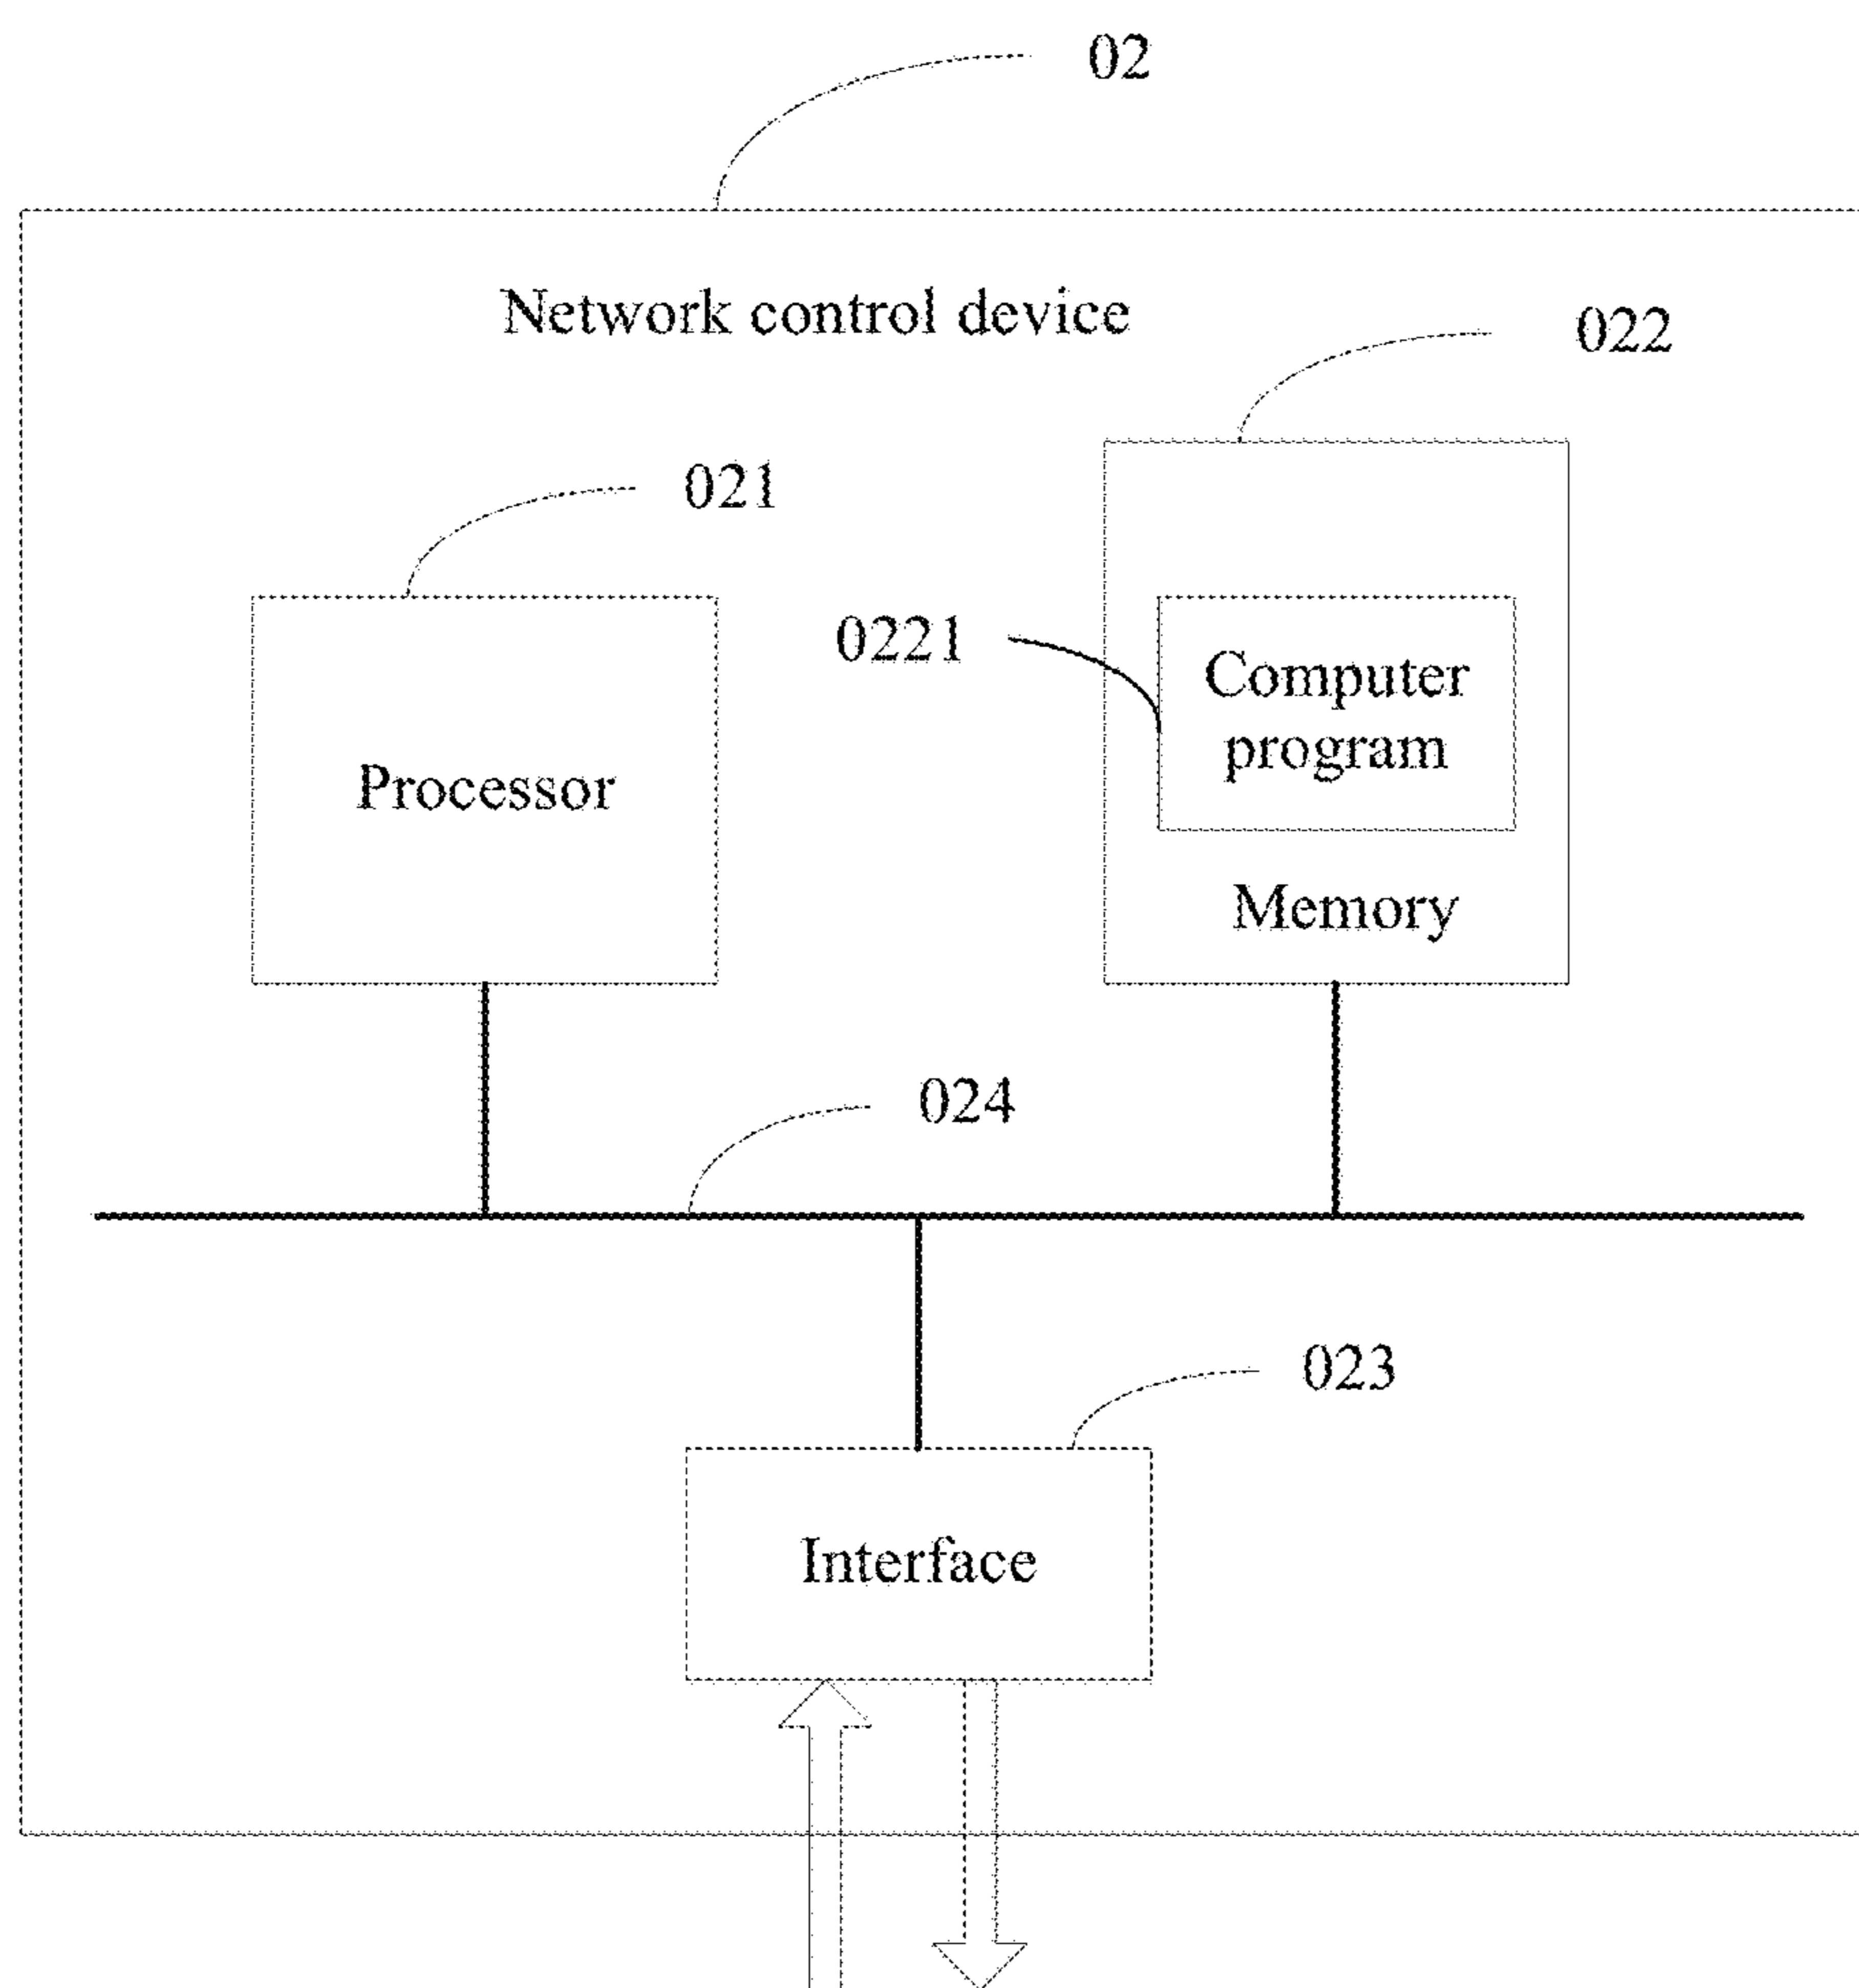 02
Network control device
022
021
0221
Computer
program
Processor
Memory
024
023
Interface